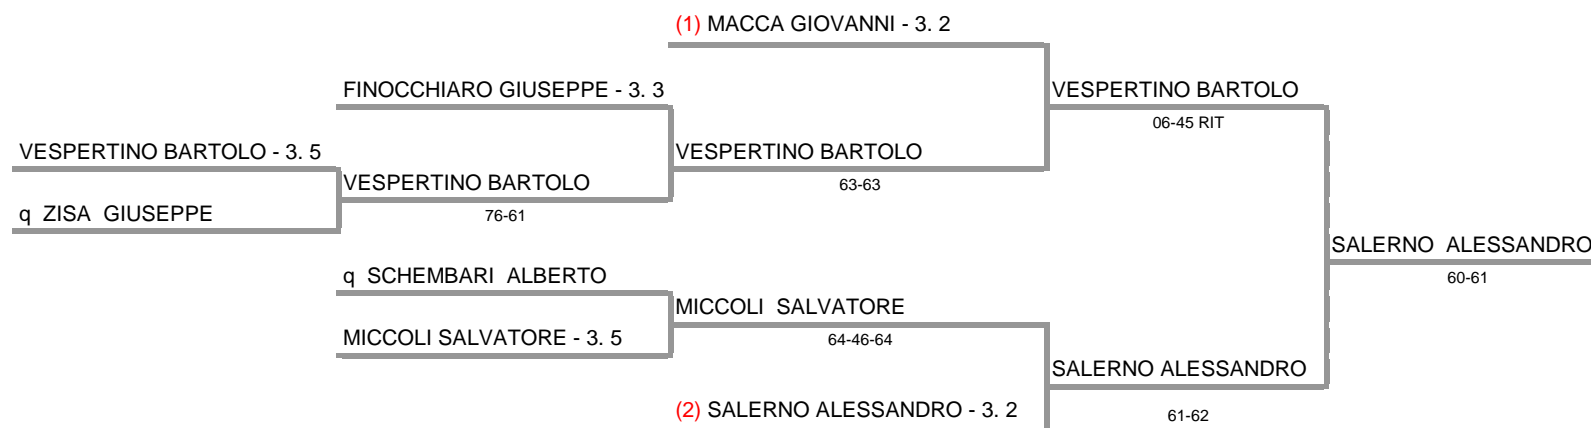 (1) MACCA GIOVANNI - 3. 2
FINOCCHIARO GIUSEPPE - 3. 3
VESPERTINO BARTOLO
06-45 RIT
VESPERTINO BARTOLO - 3. 5
VESPERTINO BARTOLO
63-63
VESPERTINO BARTOLO
76-61
q ZISA GIUSEPPE
SALERNO ALESSANDRO
60-61
q SCHEMBARI ALBERTO
MICCOLI SALVATORE
64-46-64
MICCOLI SALVATORE - 3. 5
SALERNO ALESSANDRO
61-62
(2) SALERNO ALESSANDRO - 3. 2